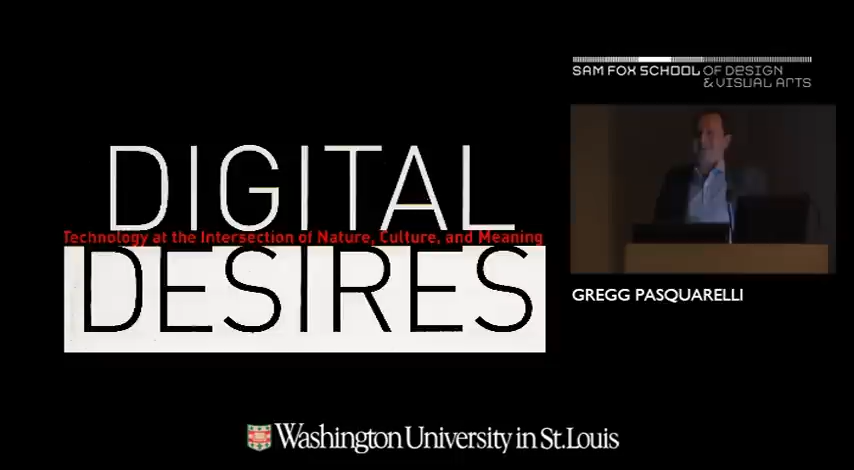 SAM FOX SCHOOL OF DESIGN
& VISUAL ARTS
DIGITAL
Technology at the Intersection of Nature, Culture, and Meaning
DESIRES
GREGG PASQUARELLI
Washington University in St. Louis